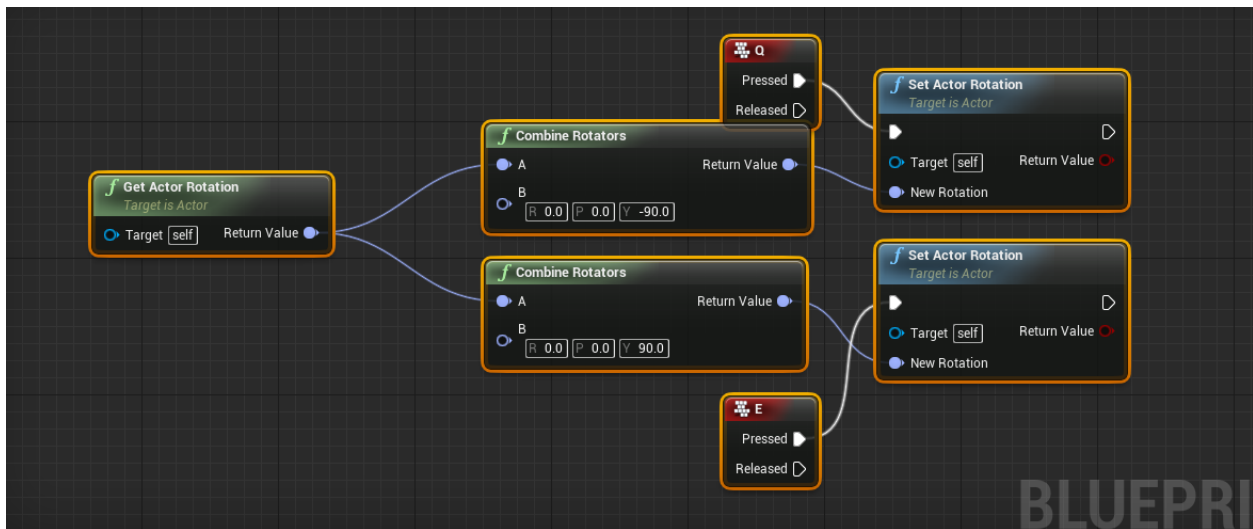 Get Actor Rotation
Target is Actor
Target self Return Value
Combine Rotators
A Return Value
B
R 0.0 P 0.0 Y -90.0
Combine Rotators
A Return Value
B
R 0.0 P 0.0 Y 90.0
Q
Pressed
Released
E
Pressed
Released
Set Actor Rotation
Target is Actor
Target self Return Value
New Rotation
Set Actor Rotation
Target is Actor
Target self Return Value
New Rotation
BLUEPRI